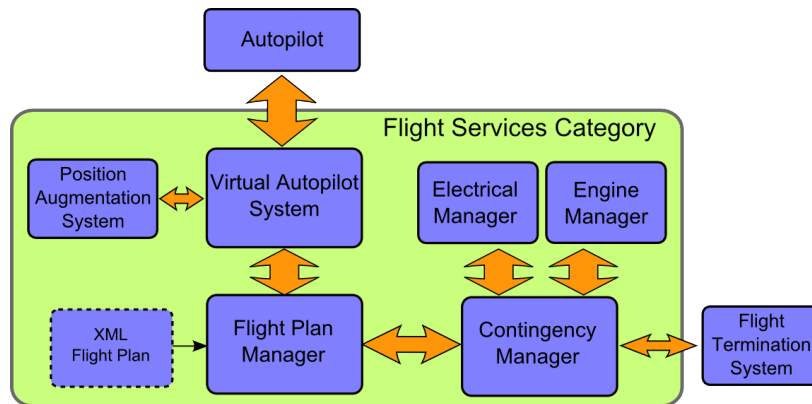 Autopilot
Flight Services Category
Position
Augmentation
System
Virtual Autopilot
System
Electrical
Manager
Engine
Manager
XML
Flight Plan
Flight Plan
Manager
Contingency
Manager
Flight
Termination
System